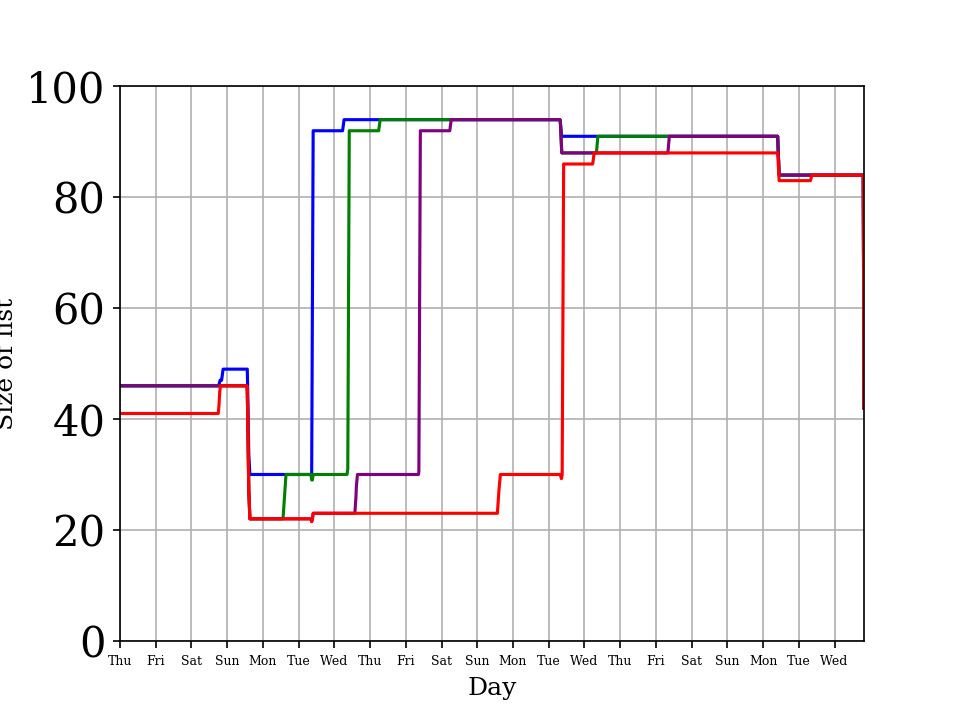 100
80
60
40
20
0
Size of list
Thu Fri Sat Sun Mon Tue Wed Thu Fri Sat Sun Mon Tue Wed Thu Fri Sat Sun Mon Tue Wed
Day